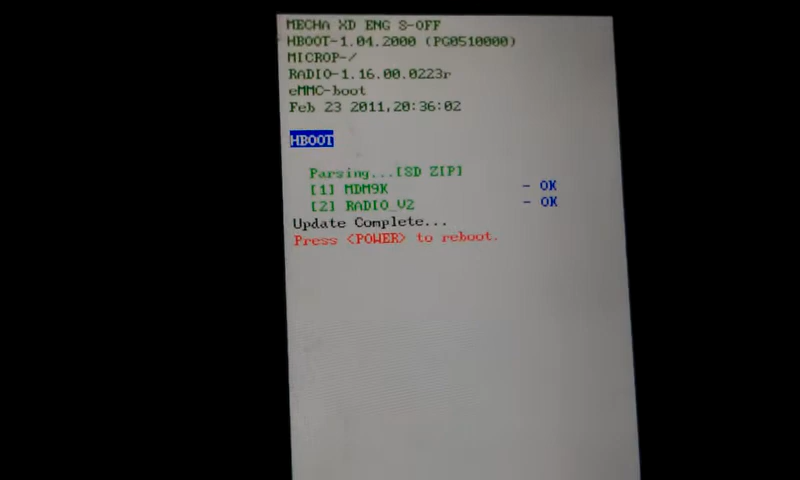 MECHA XD ENG S-OFF
HBOOT-1.04.2000 (PG0510000)
MICROP-/
RADIO-1.16.00.0223r
eMMC-boot
Feb 23 2011,20:36:02
HBOOT
Parsing...[SD ZIP]
[1] MDM9K - OK
[2] RADIO_V2 - OK
Update Complete...
Press <POWER> to reboot.